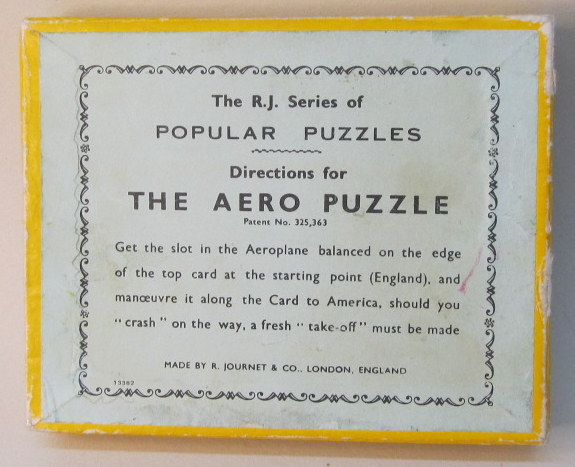 The R.J. Series of
POPULAR PUZZLES
Directions for
THE AERO PUZZLE
Patent No. 325,363
Get the slot in the Aeroplane balanced on the edge
of the top card at the starting point (England), and
manœuvre it along the Card to America, should you
"crash" on the way, a fresh "take-off" must be made
MADE BY R. JOURNET & CO., LONDON, ENGLAND